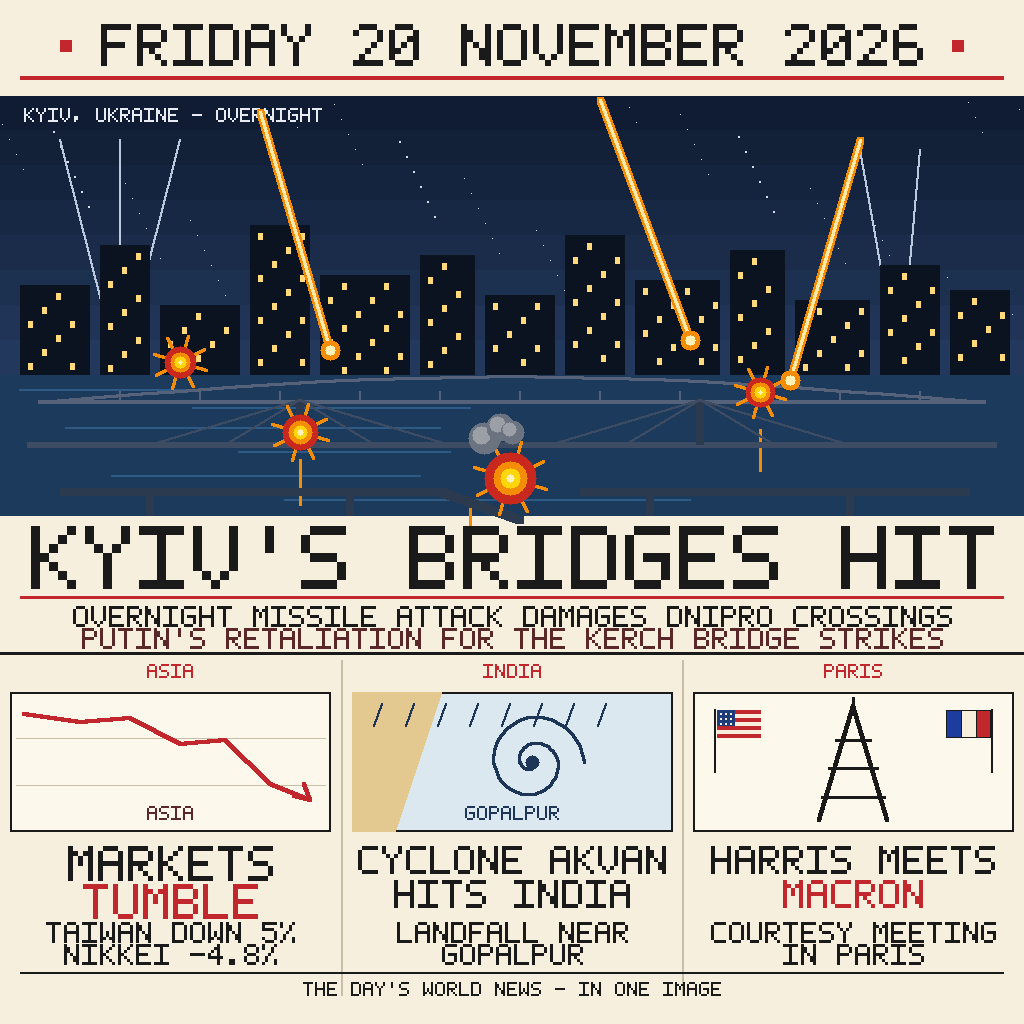 FRIDAY 20 NOVEMBER 2026
KYIV, UKRAINE - OVERNIGHT
KYIV'S BRIDGES HIT
OVERNIGHT MISSILE ATTACK DAMAGES DNIPRO CROSSINGS
PUTIN'S RETALIATION FOR THE KERCH BRIDGE STRIKES
ASIA
ASIA
MARKETS
TUMBLE
TAIWAN DOWN 5%
NIKKEI -4.8%
INDIA
GOPALPUR
CYCLONE AKVAN
HITS INDIA
LANDFALL NEAR
GOPALPUR
PARIS
HARRIS MEETS
MACRON
COURTESY MEETING
IN PARIS
THE DAY'S WORLD NEWS - IN ONE IMAGE